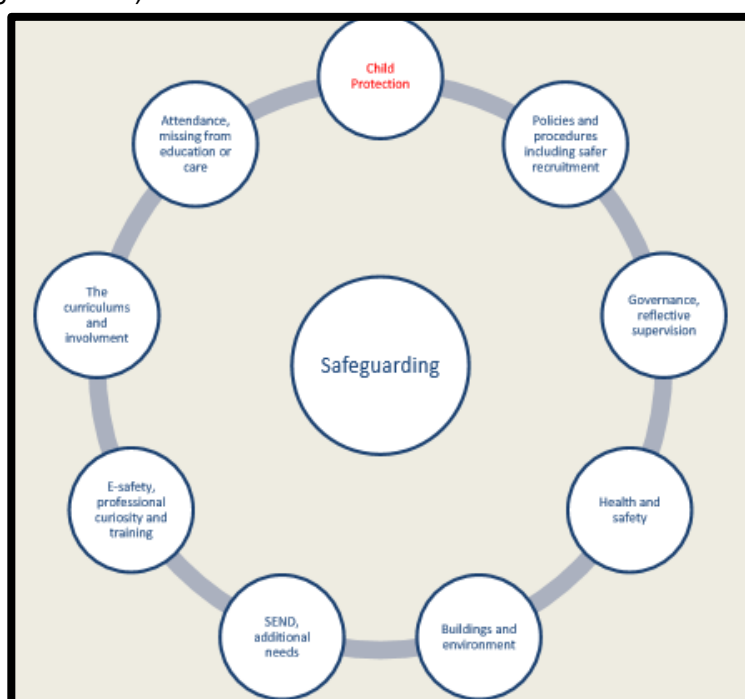 Child
Protection
Policies and
procedures
including safer
recruitment
Governance,
reflective
supervision
Health and
safety
Buildings and
environment
SEND,
additional
needs
E-safety,
professional
curiosity and
training
The
curriculums
and
involvment
Attendance,
missing from
education or
care
Safeguarding